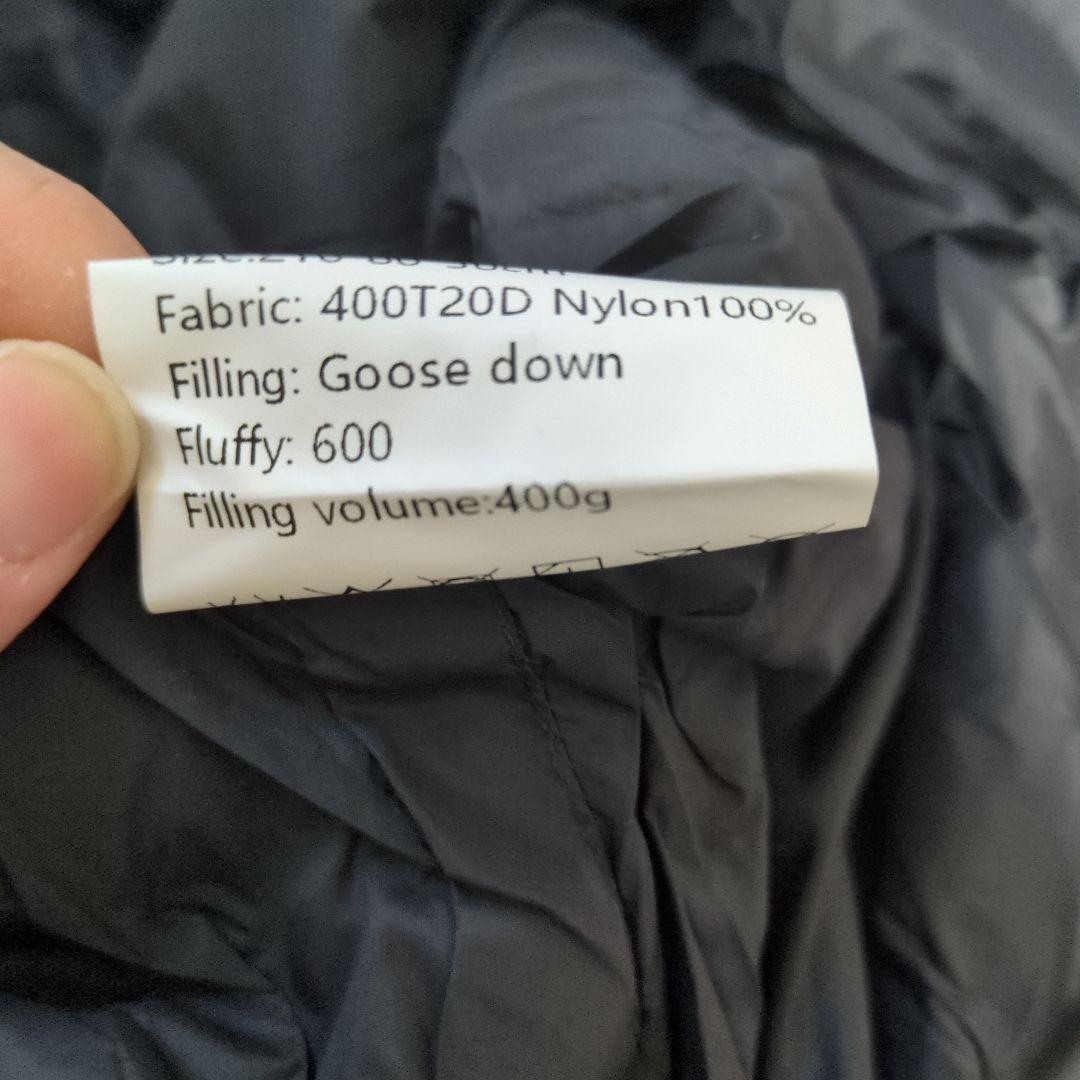 Fabric: 400T20D Nylon100%
Filling: Goose down
Fluffy: 600
Filling volume:400g